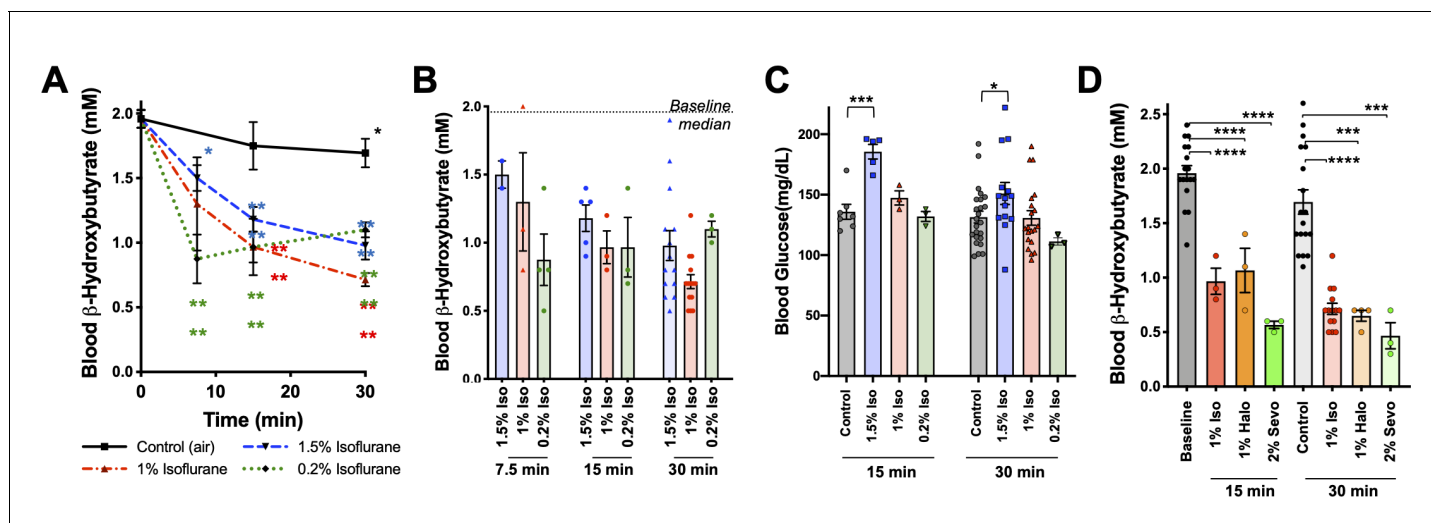 A
Blood β-Hydroxybutyrate (mM)
2.0
1.5
1.0
0.5
0.0
*
*
**
**
**
**
**
**
**
**
**
**
**
**
**
0
10
20
30
Time (min)
Control (air)
1.5% Isoflurane
1% Isoflurane
0.2% Isoflurane
B
Blood β-Hydroxybutyrate (mM)
2.0
1.5
1.0
0.5
0.0
Baseline
median
1.5% Iso
1% Iso
0.2% Iso
1.5% Iso
1% Iso
0.2% Iso
1.5% Iso
1% Iso
0.2% Iso
7.5 min
15 min
30 min
C
Blood Glucose(mg/dL)
200
150
100
50
0
***
*
Control
1.5% Iso
1% Iso
0.2% Iso
Control
1.5% Iso
1% Iso
0.2% Iso
15 min
30 min
D
Blood β-Hydroxybutyrate (mM)
2.5
2.0
1.5
1.0
0.5
0.0
****
****
****
***
***
****
Baseline
1% Iso
1% Halo
2% Sevo
Control
1% Iso
1% Halo
2% Sevo
15 min
30 min